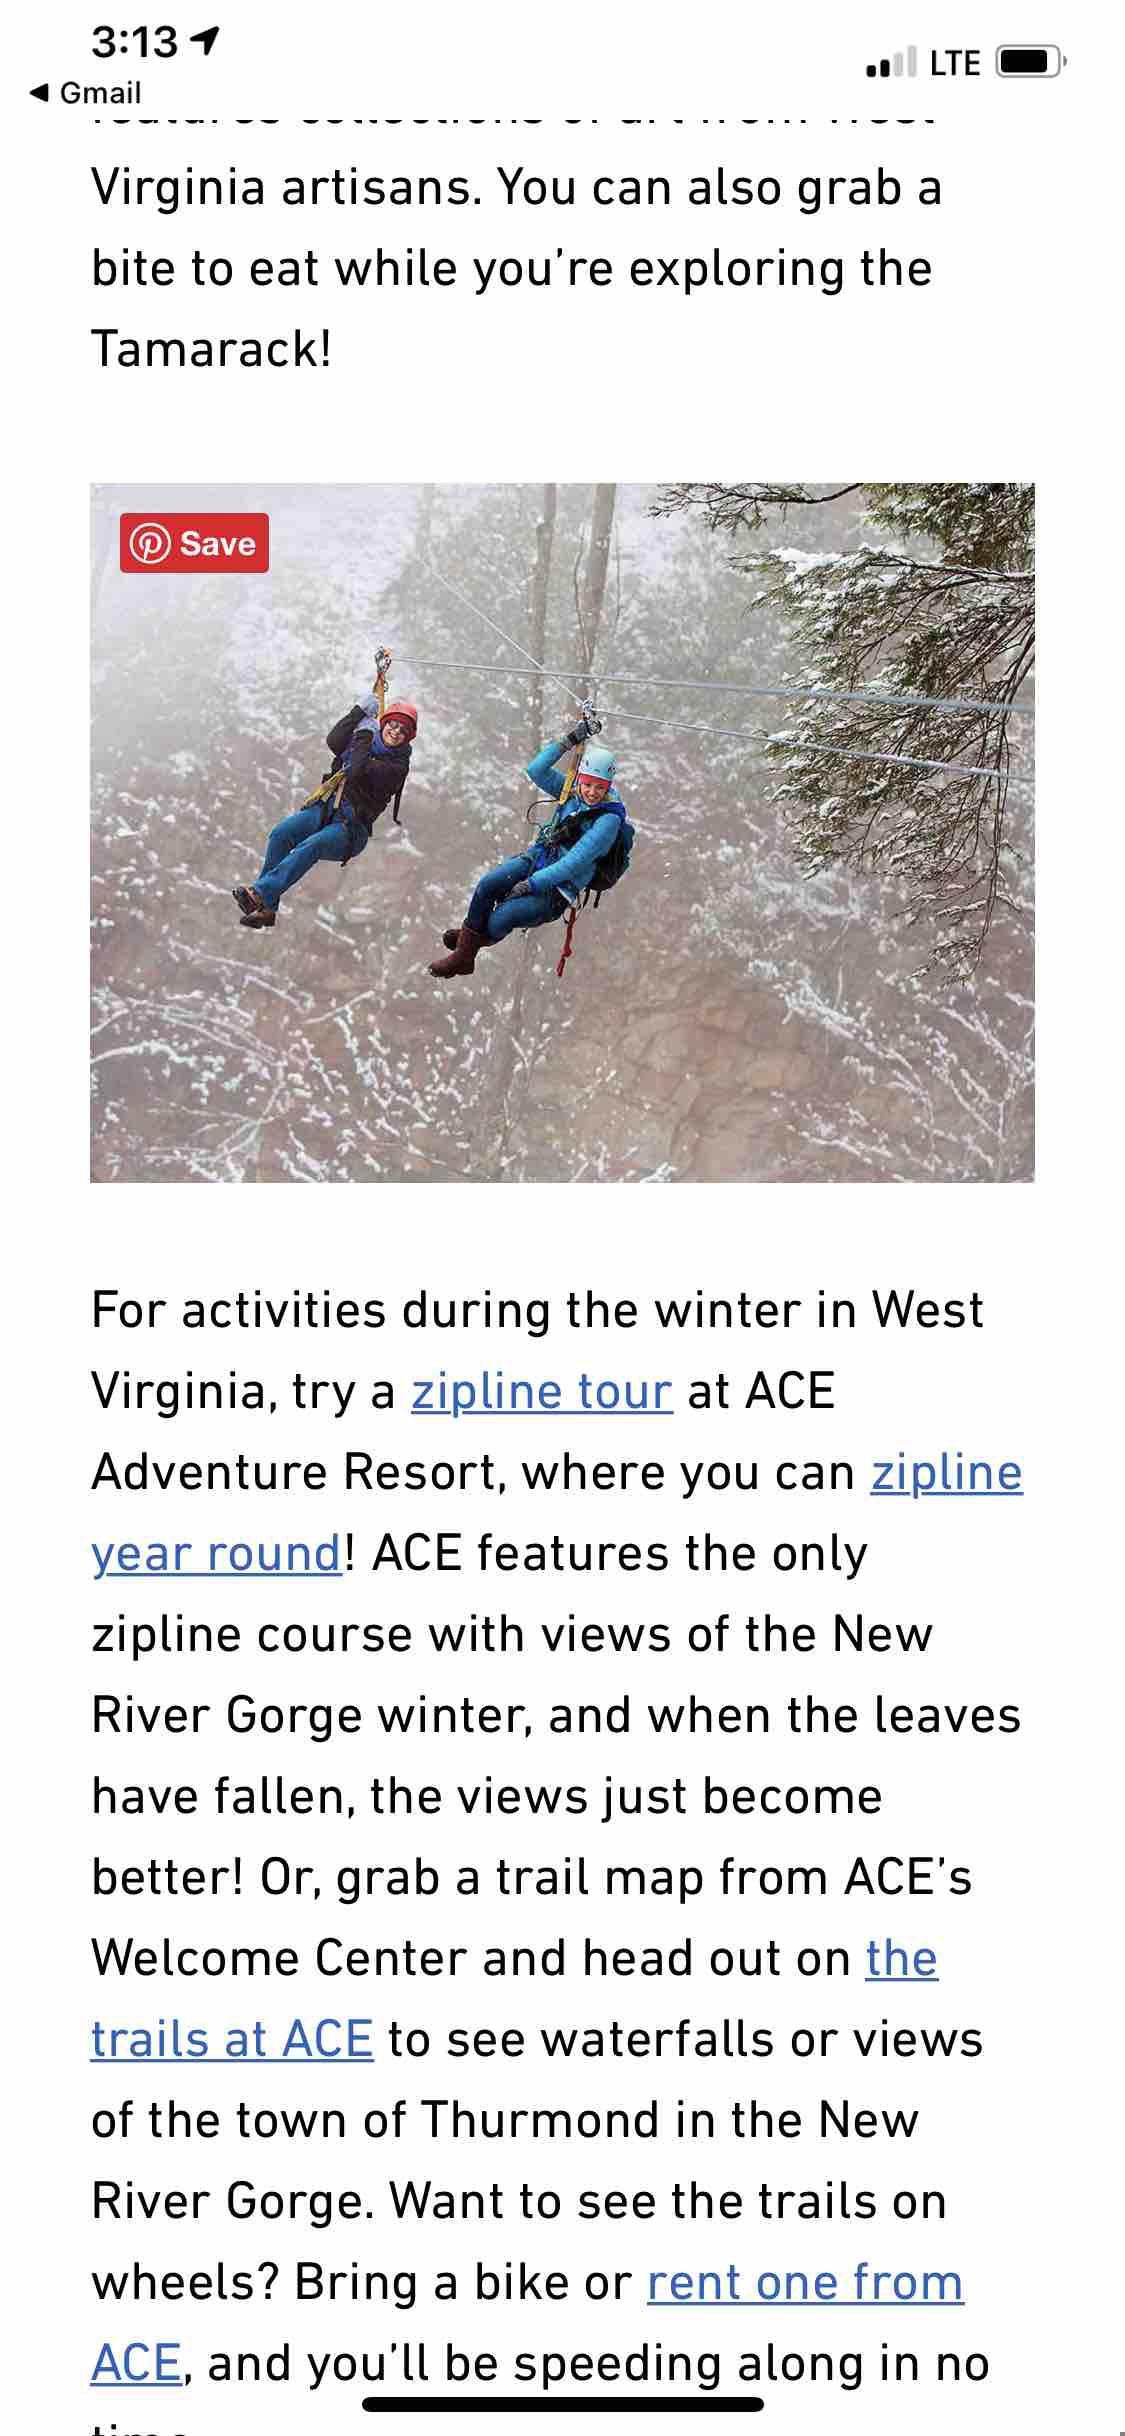 3:13
LTE
Gmail
Virginia artisans. You can also grab a
bite to eat while you’re exploring the
Tamarack!
Save
For activities during the winter in West
Virginia, try a zipline tour at ACE
Adventure Resort, where you can zipline
year round! ACE features the only
zipline course with views of the New
River Gorge winter, and when the leaves
have fallen, the views just become
better! Or, grab a trail map from ACE’s
Welcome Center and head out on the
trails at ACE to see waterfalls or views
of the town of Thurmond in the New
River Gorge. Want to see the trails on
wheels? Bring a bike or rent one from
ACE, and you’ll be speeding along in no